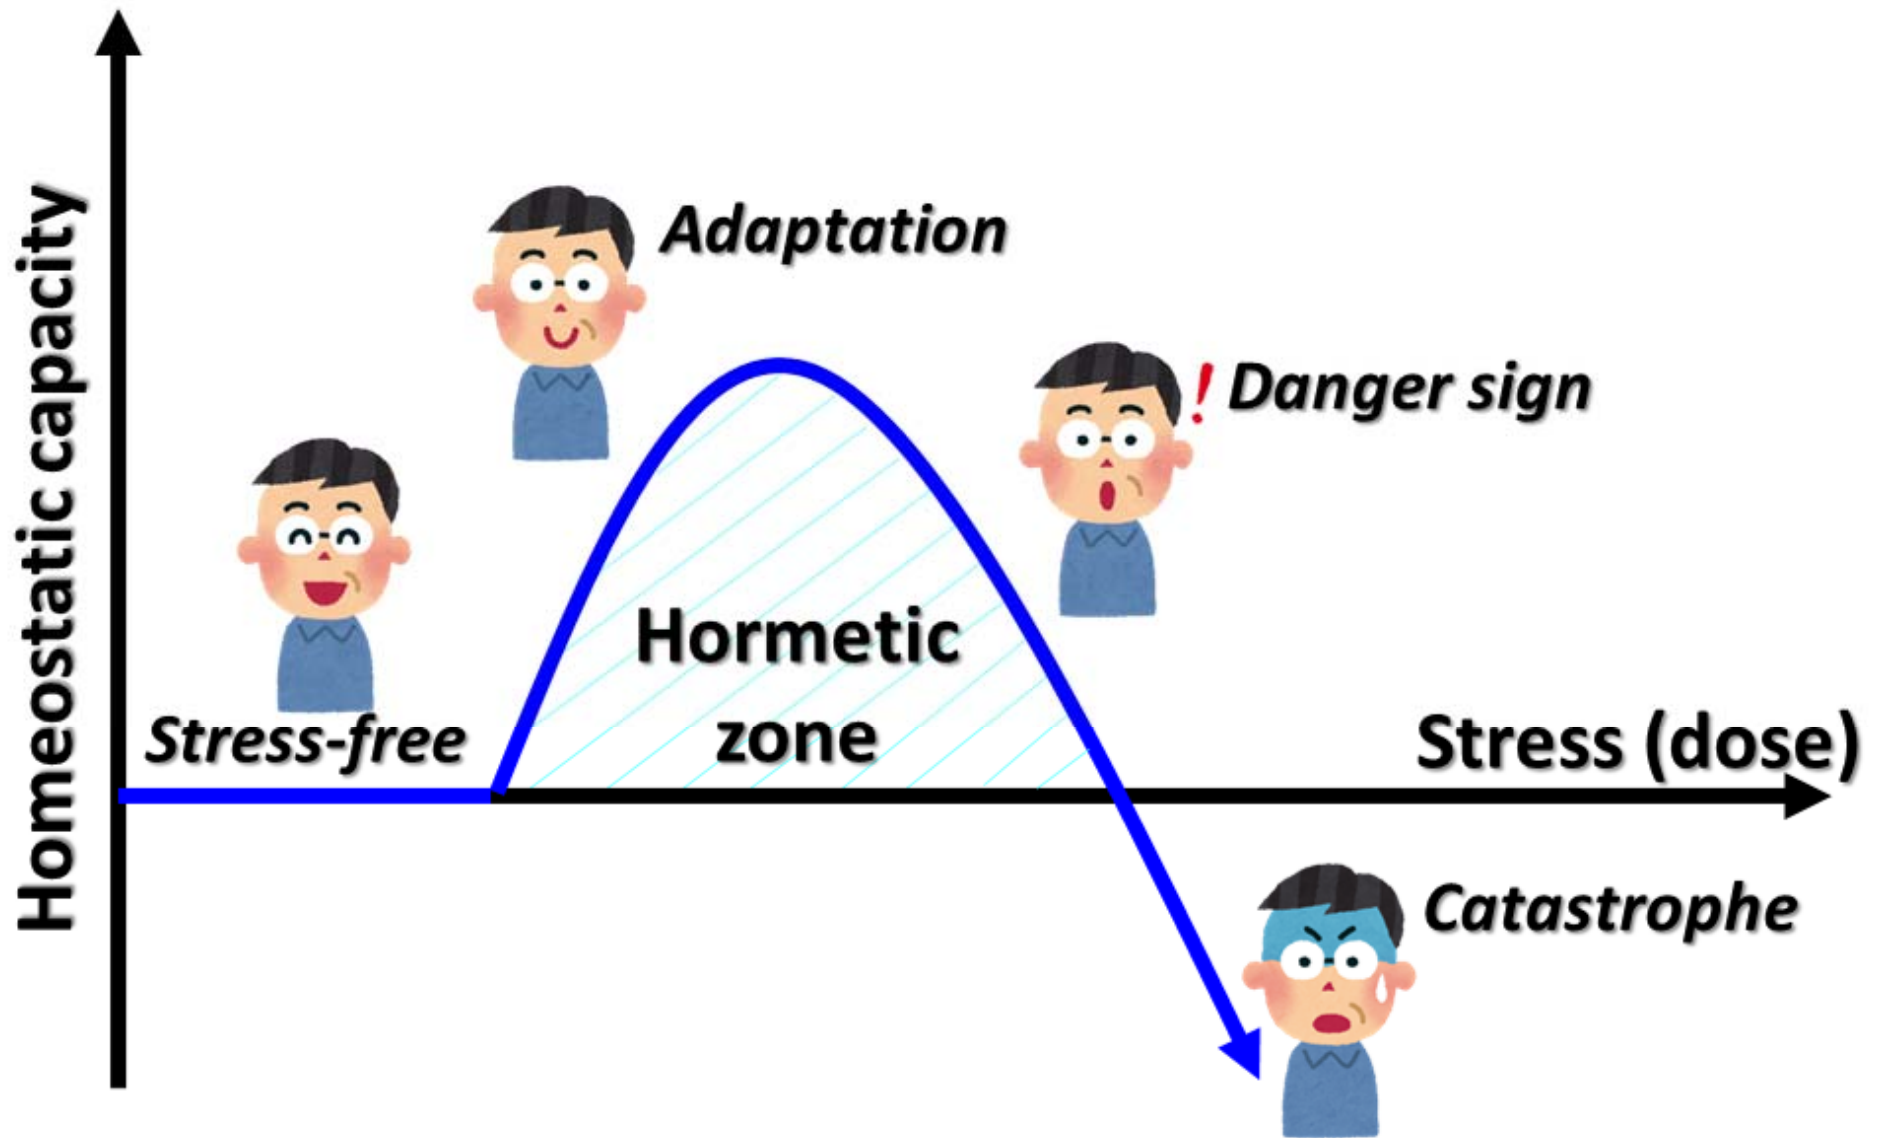 Homeostatic capacity
Adaptation
! Danger sign
Stress-free
Hormetic
zone
Stress (dose)
Catastrophe